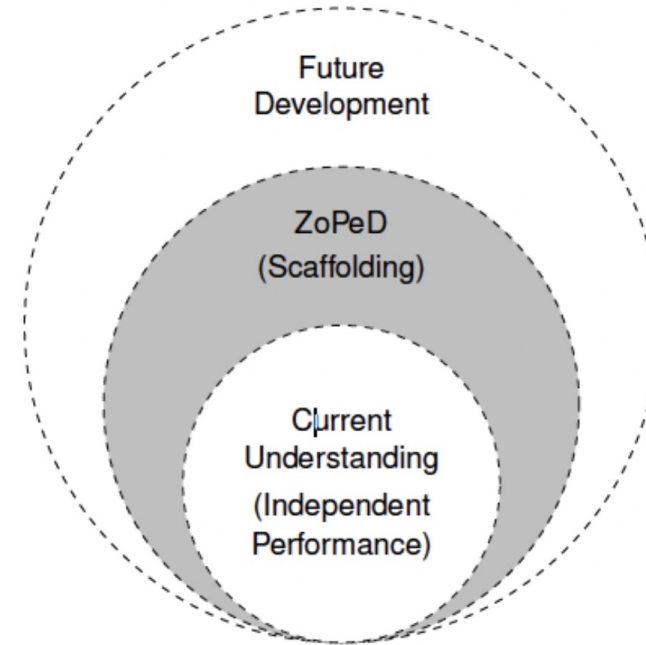 Future
Development
ZoPeD
(Scaffolding)
Current
Understanding
(Independent
Performance)